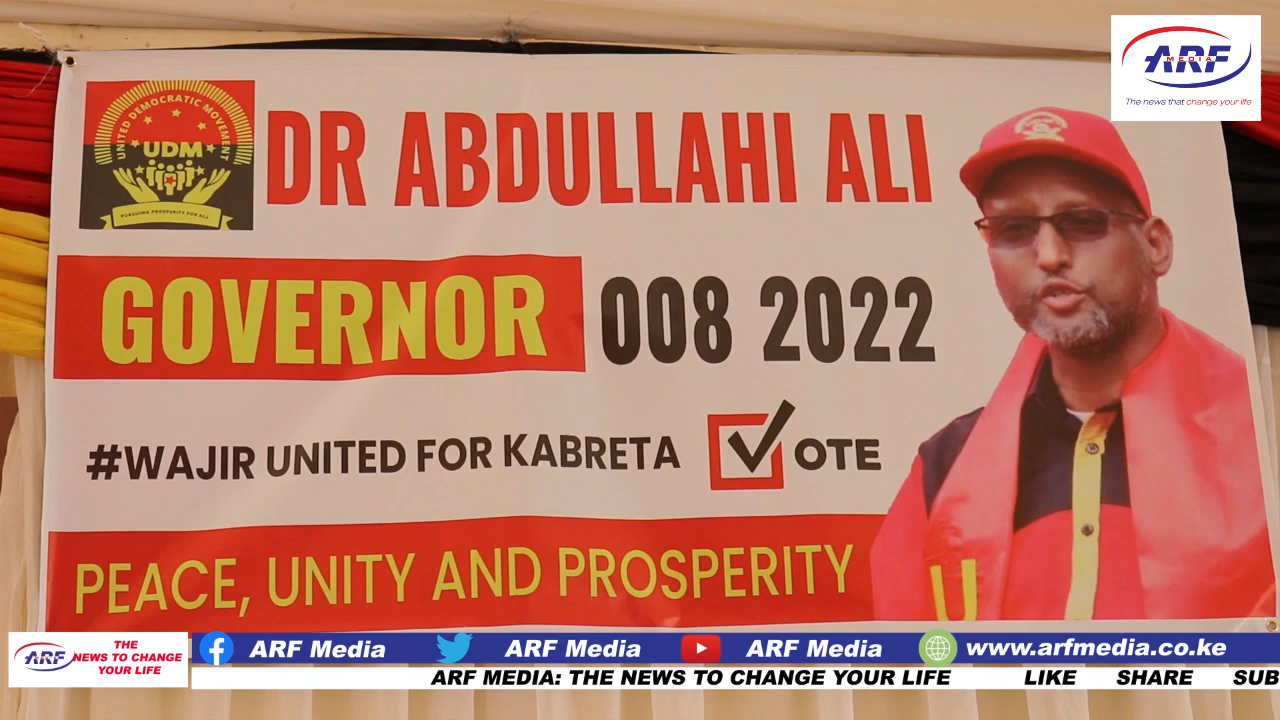 ARF
MEDIA
The news that change your life
UNITED DEMOCRATIC MOVEMENT
UDM
PURSUING PROSPERITY FOR ALL
DR ABDULLAHI ALI
GOVERNOR 008 2022
#WAJIR UNITED FOR KABRETA VOTE
PEACE, UNITY AND PROSPERITY
ARF
THE
NEWS TO CHANGE
YOUR LIFE
ARF Media ARF Media ARF Media www.arfmedia.co.ke
ARF MEDIA: THE NEWS TO CHANGE YOUR LIFE LIKE SHARE SUB